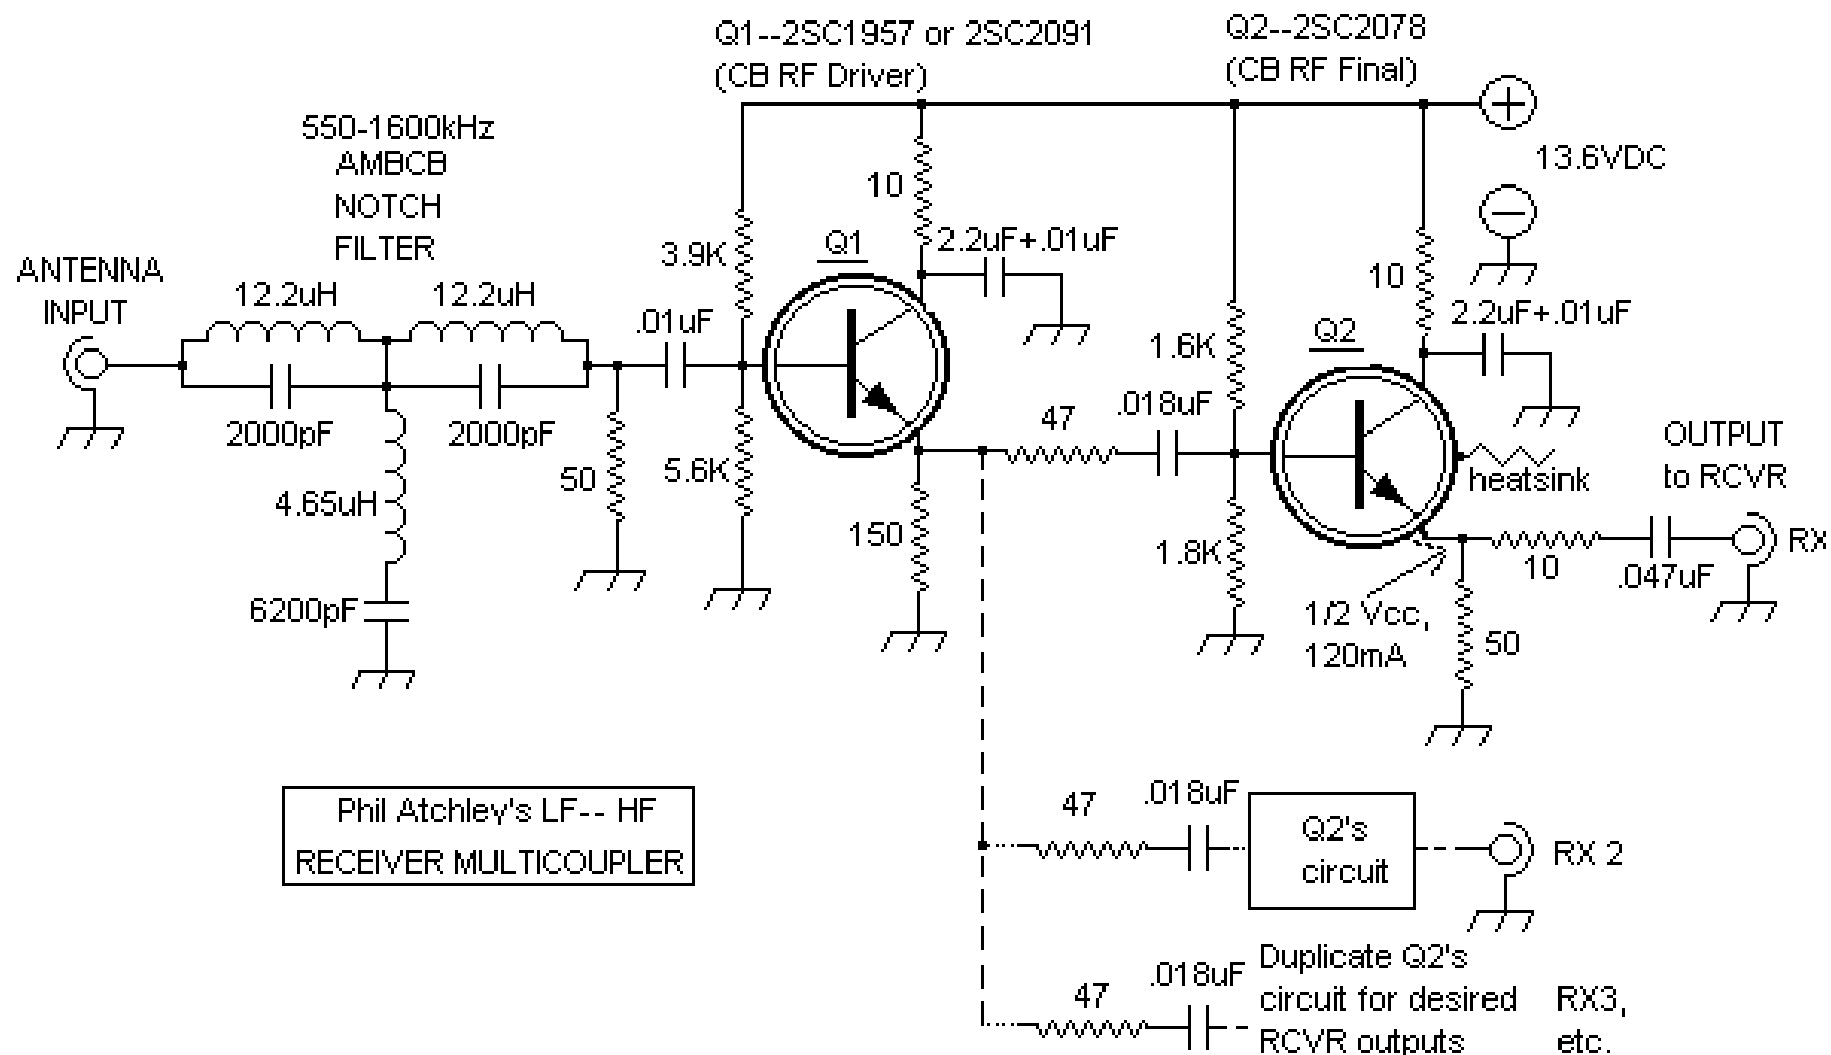 Q1--2SC1957 or 2SC2091
(CB RF Driver)
Q2--2SC2078
(CB RF Final)
550-1600kHz
AMBCB
NOTCH
FILTER
13.6VDC
ANTENNA
INPUT
12.2uH
12.2uH
2000pF
2000pF
4.65uH
6200pF
50
.01uF
3.9K
5.6K
Q1
10
2.2uF+.01uF
150
47
.018uF
1.6K
1.8K
Q2
10
2.2uF+.01uF
heatsink
OUTPUT
to RCVR
RX
10
.047uF
1/2 Vcc,
120mA
50
Phil Atchley's LF-- HF
RECEIVER MULTICOUPLER
47
.018uF
Q2's
circuit
RX 2
47
.018uF
Duplicate Q2's
circuit for desired
RCVR outputs
RX3,
etc.